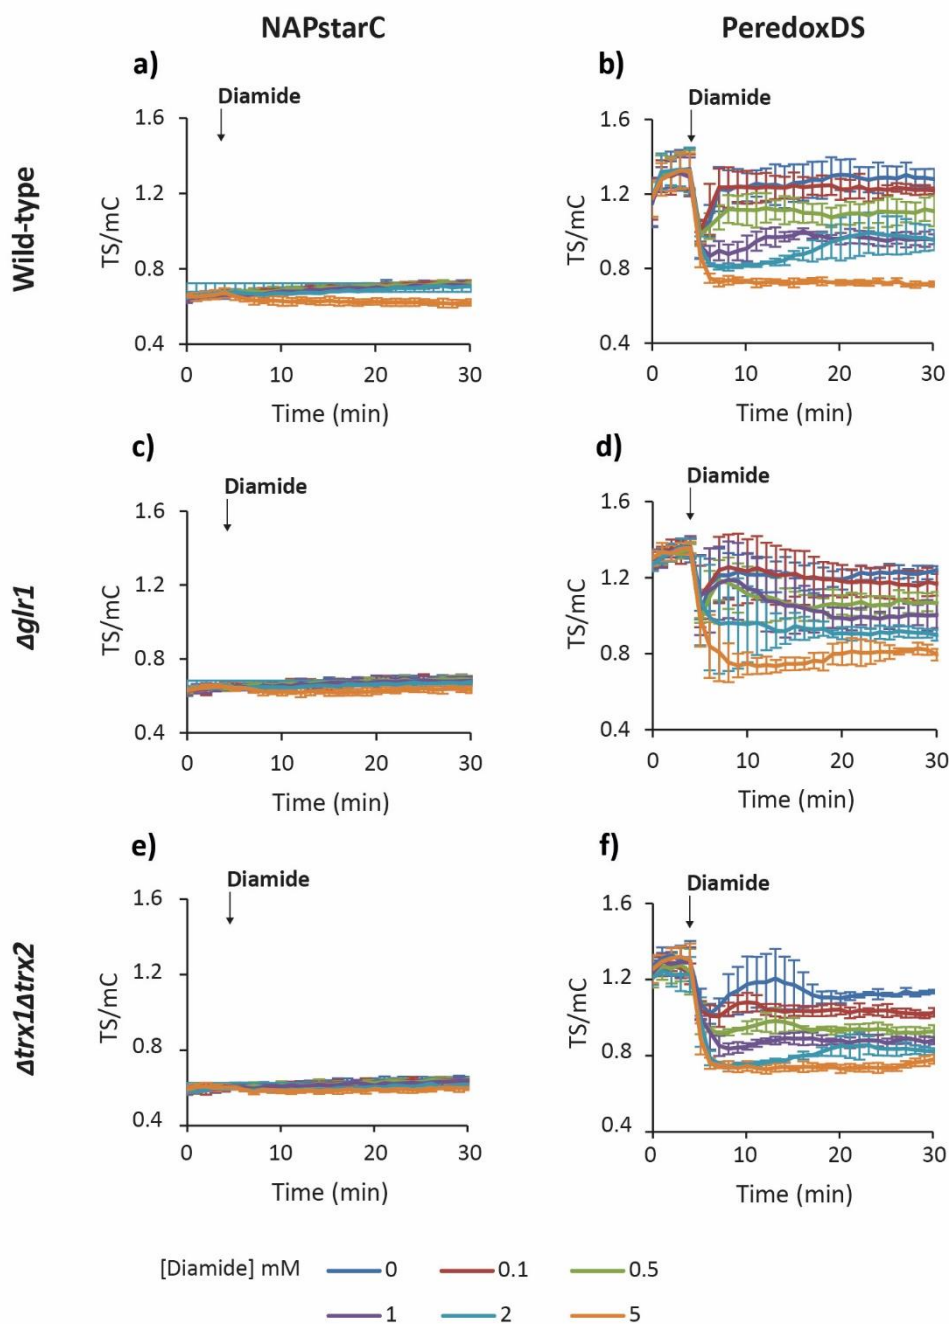 NAPstarC PeredoxDS
a) b)
Diamide Diamide
1.6 1.6
1.2 1.2
0.8 0.8
0.4 0.4
TS/mC TS/mC
0 10 20 30 0 10 20 30
Time (min) Time (min)
Wild-type
c) d)
Diamide Diamide
1.6 1.6
1.2 1.2
0.8 0.8
0.4 0.4
TS/mC TS/mC
0 10 20 30 0 10 20 30
Time (min) Time (min)
Δglr1
e) f)
Diamide Diamide
1.6 1.6
1.2 1.2
0.8 0.8
0.4 0.4
TS/mC TS/mC
0 10 20 30 0 10 20 30
Time (min) Time (min)
Δtrx1Δtrx2
[Diamide] mM 0 0.1 0.5
1 2 5